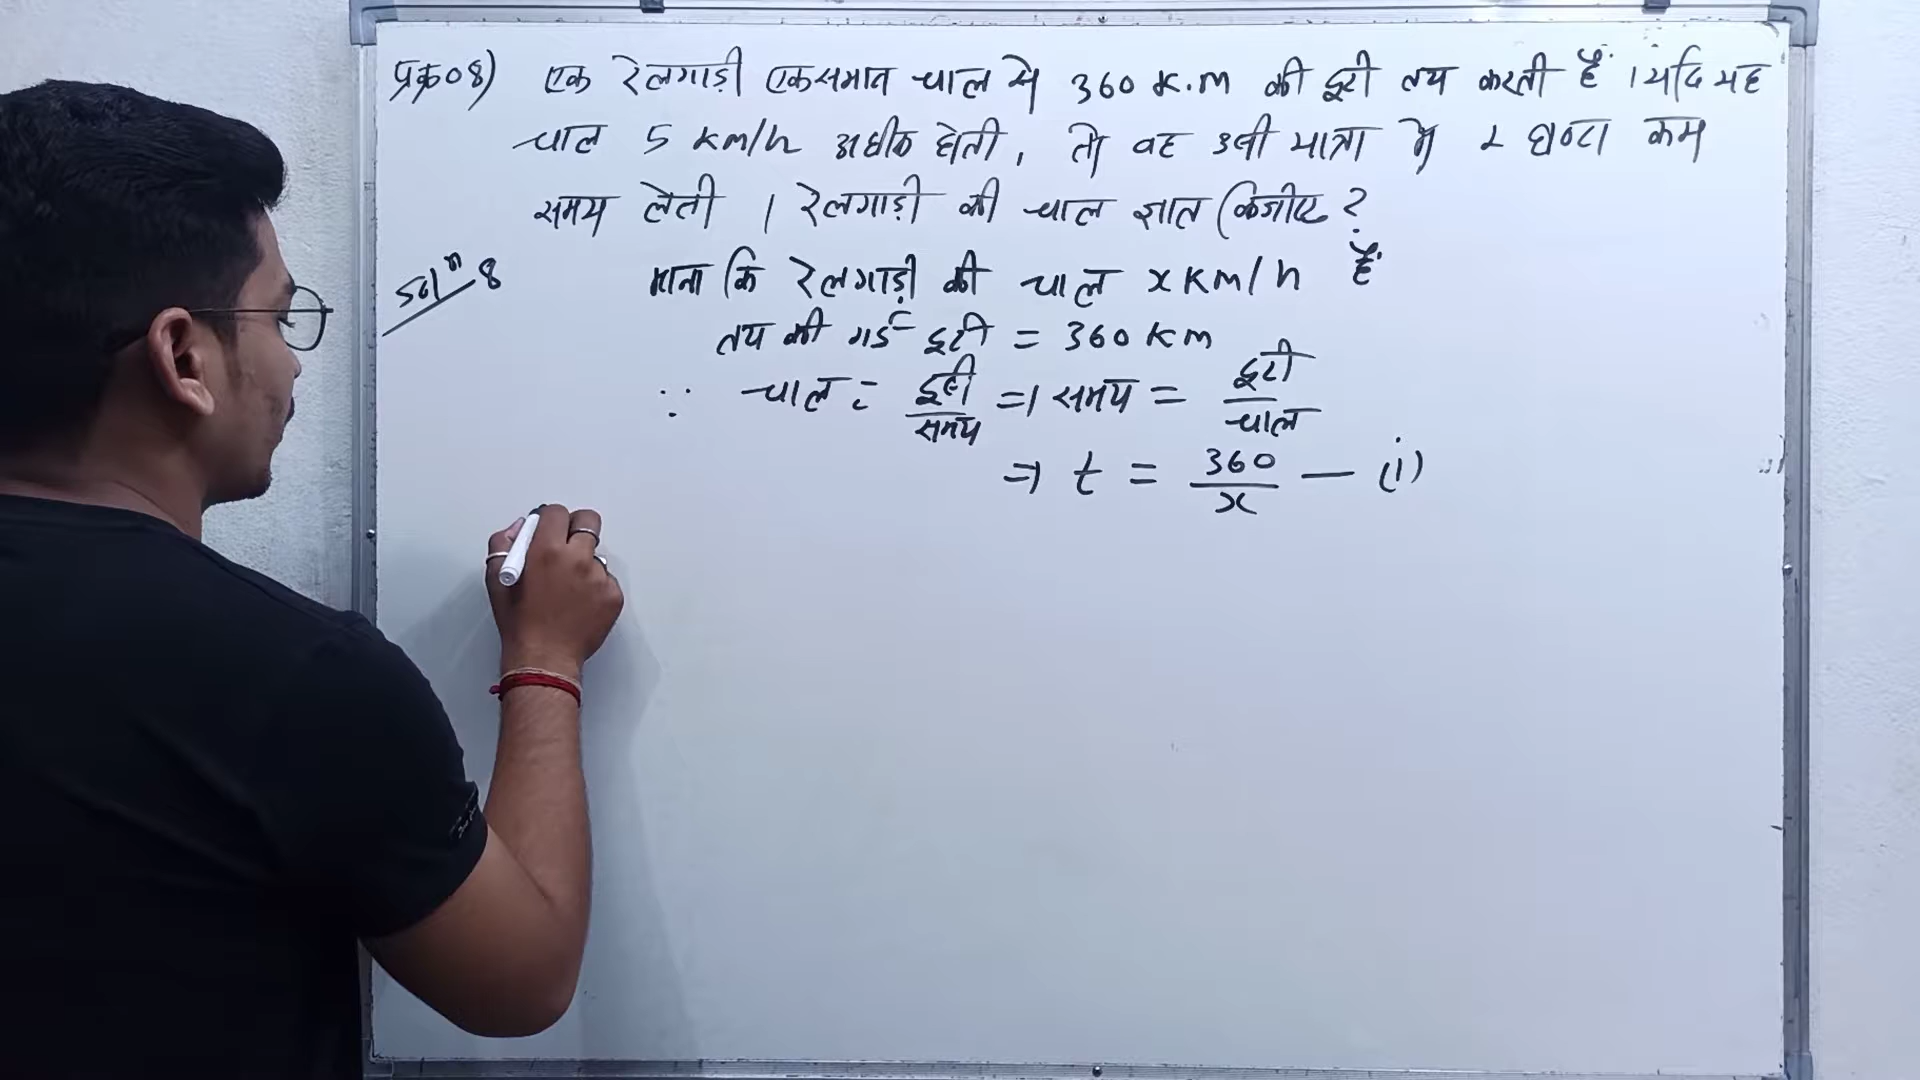 प्रक्र०8) एक रेलगाड़ी एकसमान चाल से 360 K.m की दूरी तय करती है । यदि यह
चाल 5 km/h अधीक होती, तो वह उसी यात्रा में घण्टा कम
समय लेती । रेलगाड़ी की चाल ज्ञात किजीए ?
Solⁿ 8 माना कि रेलगाड़ी की चाल x Km/h है
तय की गई दूरी = 360 Km
∵ चाल = दूरी/समय ⇒ समय = दूरी/चाल
⇒ t = 360/x — (i)